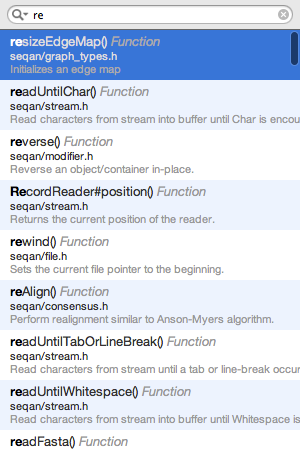 re
resizeEdgeMap() Function
seqan/graph_types.h
Initializes an edge map
readUntilChar() Function
seqan/stream.h
Read characters from stream into buffer until Char is encou
reverse() Function
seqan/modifier.h
Reverse an object/container in-place.
RecordReader#position() Function
seqan/stream.h
Returns the current position of the reader.
rewind() Function
seqan/file.h
Sets the current file pointer to the beginning.
reAlign() Function
seqan/consensus.h
Perform realignment similar to Anson-Myers algorithm.
readUntilTabOrLineBreak() Function
seqan/stream.h
Read characters from stream until a tab or line-break occur
readUntilWhitespace() Function
seqan/stream.h
Read characters from stream into buffer until Whitespace is
readFasta() Function